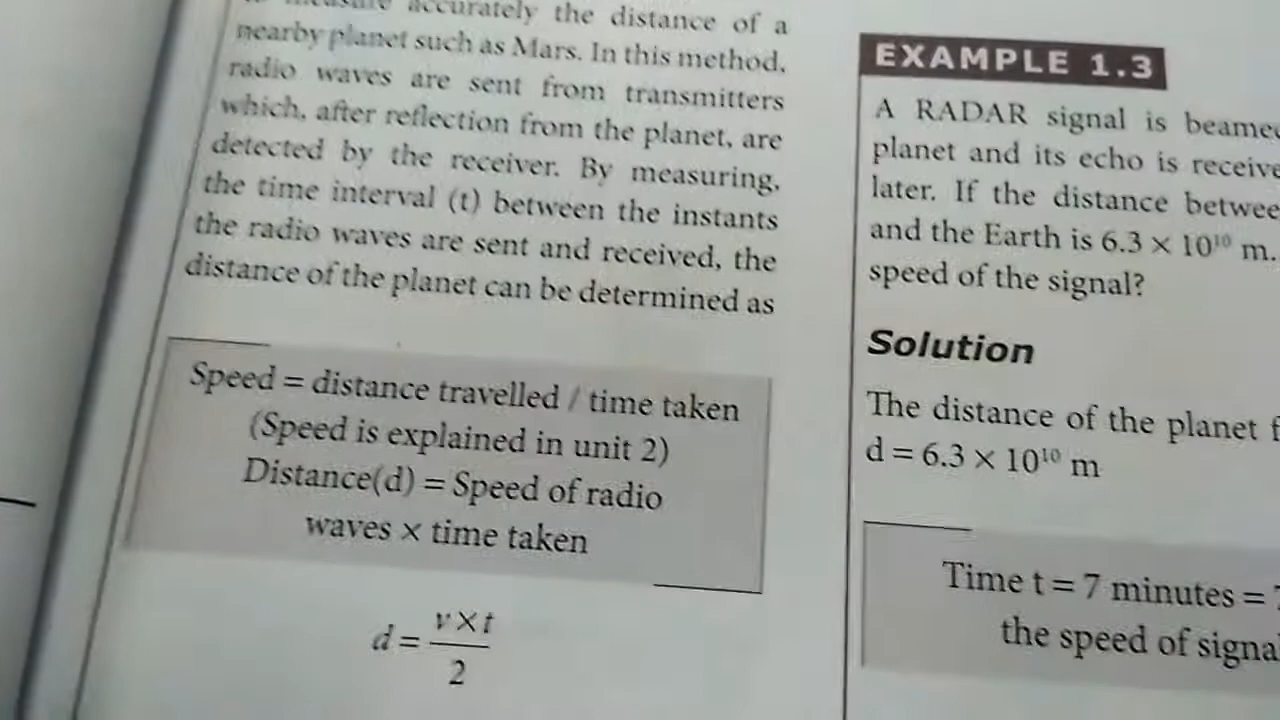 accurately the distance of a
nearby planet such as Mars. In this method,
radio waves are sent from transmitters
which, after reflection from the planet, are
detected by the receiver. By measuring,
the time interval (t) between the instants
the radio waves are sent and received, the
distance of the planet can be determined as
Speed = distance travelled / time taken
(Speed is explained in unit 2)
Distance(d) = Speed of radio
waves × time taken
d = v×t / 2
EXAMPLE 1.3
A RADAR signal is
planet and its echo is
later. If the distance
and the Earth is 6.3 × 10¹⁰ m.
speed of the signal?
Solution
The distance of the planet
d = 6.3 × 10¹⁰ m
Time t = 7 minutes =
the speed of